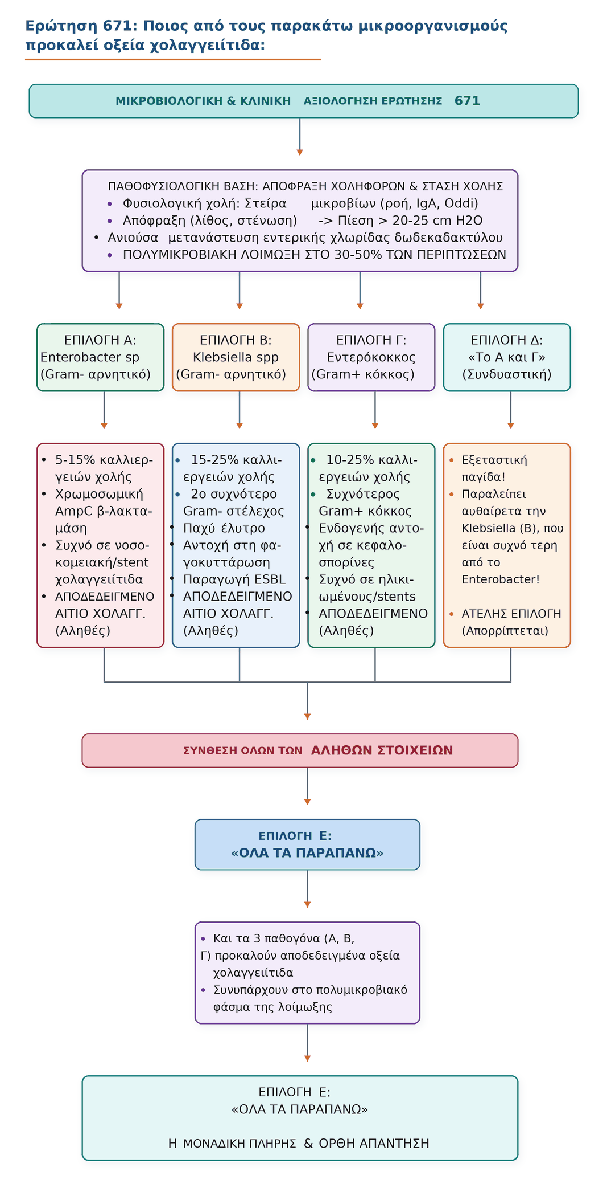 Ερώτηση 671: Ποιος από τους παρακάτω μικροοργανισμούς
προκαλεί οξεία χολαγγειίτιδα:
ΜΙΚΡΟΒΙΟΛΟΓΙΚΗ & ΚΛΙΝΙΚΗ ΑΞΙΟΛΟΓΗΣΗ ΕΡΩΤΗΣΗΣ 671
ΠΑΘΟΦΥΣΙΟΛΟΓΙΚΗ ΒΑΣΗ: ΑΠΟΦΡΑΞΗ ΧΟΛΗΦΟΡΩΝ & ΣΤΑΣΗ ΧΟΛΗΣ
• Φυσιολογική χολή: Στείρα μικροβίων (ροή, IgA, Oddi)
• Απόφραξη (λίθος, στένωση) -> Πίεση > 20-25 cm H2O
• Ανιούσα μετανάστευση εντερικής χλωρίδας δωδεκαδακτύλου
• ΠΟΛΥΜΙΚΡΟΒΙΑΚΗ ΛΟΙΜΩΞΗ ΣΤΟ 30-50% ΤΩΝ ΠΕΡΙΠΤΩΣΕΩΝ
ΕΠΙΛΟΓΗ Α:
Enterobacter sp
(Gram- αρνητικό)
ΕΠΙΛΟΓΗ Β:
Klebsiella spp
(Gram- αρνητικό)
ΕΠΙΛΟΓΗ Γ:
Εντερόκοκκος
(Gram+ κόκκος)
ΕΠΙΛΟΓΗ Δ:
«Το Α και Γ»
(Συνδυαστική)
• 5-15% καλλιερ-
γειών χολής
• Χρωμοσωμική
AmpC β-λακτα-
μάση
• Συχνό σε νοσο-
κομειακή/stent
χολαγγειίτιδα
• ΑΠΟΔΕΔΕΙΓΜΕΝΟ
ΑΙΤΙΟ ΧΟΛΑΓΓ.
(Αληθές)
• 15-25% καλλι-
εργειών χολής
• 2ο συχνότερο
Gram- στέλεχος
• Παχύ έλυτρο
• Αντοχή στη φα-
γοκυττάρωση
• Παραγωγή ESBL
• ΑΠΟΔΕΔΕΙΓΜΕΝΟ
ΑΙΤΙΟ ΧΟΛΑΓΓ.
(Αληθές)
• 10-25% καλλι-
εργειών χολής
• Συχνότερος
Gram+ κόκκος
• Ενδογενής αντο-
χή σε κεφαλο-
σπορίνες
• Συχνό σε ηλικι-
ωμένους/stents
• ΑΠΟΔΕΔΕΙΓΜΕΝΟ
(Αληθές)
• Εξεταστική
παγίδα!
• Παραλείπει
αυθαίρετα την
Klebsiella (Β), που
είναι συχνό τερη
από το
Enterobacter!
• ΑΤΕΛΗΣ ΕΠΙΛΟΓΗ
(Απορρίπτεται)
ΣΥΝΘΕΣΗ ΟΛΩΝ ΤΩΝ ΑΛΗΘΩΝ ΣΤΟΙΧΕΙΩΝ
ΕΠΙΛΟΓΗ Ε:
«ΟΛΑ ΤΑ ΠΑΡΑΠΑΝΩ»
• Και τα 3 παθογόνα (Α, Β,
Γ) προκαλούν αποδεδειγμένα οξεία
χολαγγειίτιδα
• Συνυπάρχουν στο πολυμικροβιακό
φάσμα της λοίμωξης
ΕΠΙΛΟΓΗ Ε:
«ΟΛΑ ΤΑ ΠΑΡΑΠΑΝΩ»
Η ΜΟΝΑΔΙΚΗ ΠΛΗΡΗΣ & ΟΡΘΗ ΑΠΑΝΤΗΣΗ